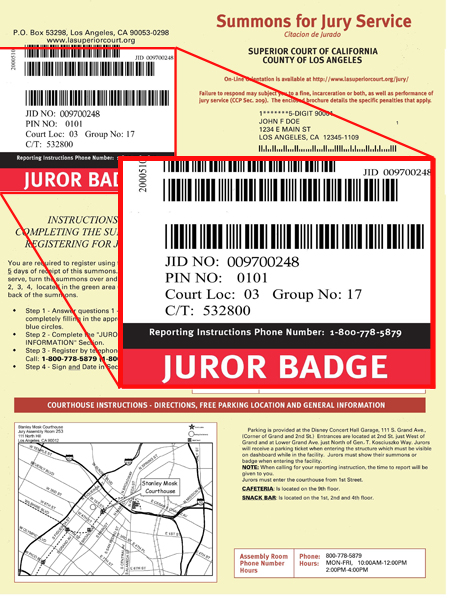 Summons for Jury Service
Citacion de Jurado
P.O. Box 53298, Los Angeles, CA 90053-0298
www.lasuperiorcourt.org
SUPERIOR COURT OF CALIFORNIA
COUNTY OF LOS ANGELES
On-Line Orientation is available at http://www.lasuperiorcourt.org/jury/
Failure to respond may subject you to a fine, incarceration or both, as well as performance of
jury service (CCP Sec. 209). The enclosed brochure details the specific penalties that apply.
JID 009700248
JID NO: 009700248
PIN NO: 0101
Court Loc: 03 Group No: 17
C/T: 532800
Reporting Instructions Phone Number:
JUROR BAD
1*******5-DIGIT 90001
JOHN F DOE
1234 E MAIN ST
LOS ANGELES, CA 12345-1109
1
JID 009700248
JID NO: 009700248
PIN NO: 0101
Court Loc: 03 Group No: 17
C/T: 532800
Reporting Instructions Phone Number: 1-800-778-5879
JUROR BADGE
INSTRUCTIONS
COMPLETING THE SU
REGISTERING FOR J
You are required to register using
5 days of receipt of this summons.
serve, turn the summons over and
2, 3, 4, located in the green area
back of the summons.
• Step 1 - Answer questions 1
completely filling in the appr
blue circles.
• Step 2 - Complete the "JURO
INFORMATION" Section.
• Step 3 - Register by telephon
Call: 1-800-778-5879 (1-8
• Step 4 - Sign and Date in Sec
COURTHOUSE INSTRUCTIONS - DIRECTIONS, FREE PARKING LOCATION AND GENERAL INFORMATION
Stanley Mosk Courthouse
Jury Assembly Room 253
111 North Hill
Los Angeles, CA 90012
Stanley Mosk
Courthouse
Parking is provided at the Disney Concert Hall Garage, 111 S. Grand Ave.,
(Corner of Grand and 2nd St.) Entrances are located at 2nd St. just West of
Grand and at Lower Grand Ave. just North of Gen. T. Kosciuszko Way. Jurors
will receive a parking ticket when entering the structure which must be visible
on dashboard while in the facility. Jurors must show their summons or
badge when entering the facility.
NOTE: When calling for your reporting instruction, the time to report will be
given to you.
Jurors must enter the courthouse from 1st Street.
CAFETERIA: Is located on the 9th floor.
SNACK BAR: Is located on the 1st, 2nd and 4th floor.
Assembly Room Phone: 800-778-5879
Phone Number Hours: MON-FRI, 10:00AM-12:00PM
Hours 2:00PM-4:00PM